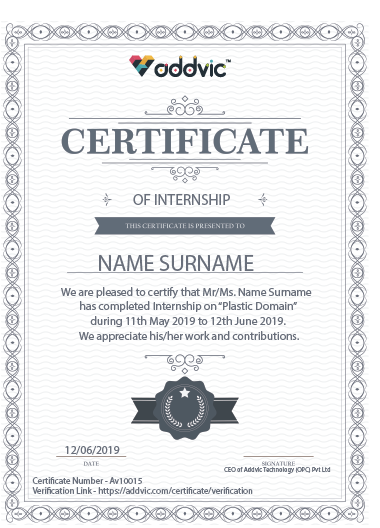 addvic™
CERTIFICATE
OF INTERNSHIP
THIS CERTIFICATE IS PRESENTED TO
NAME SURNAME
We are pleased to certify that Mr/Ms. Name Surname
has completed Internship on "Plastic Domain"
during 11th May 2019 to 12th June 2019.
We appreciate his/her work and contributions.
12/06/2019
DATE
SIGNATURE
CEO of Addvic Technology (OPC) Pvt Ltd
Certificate Number - Av10015
Verification Link - https://addvic.com/certificate/verification